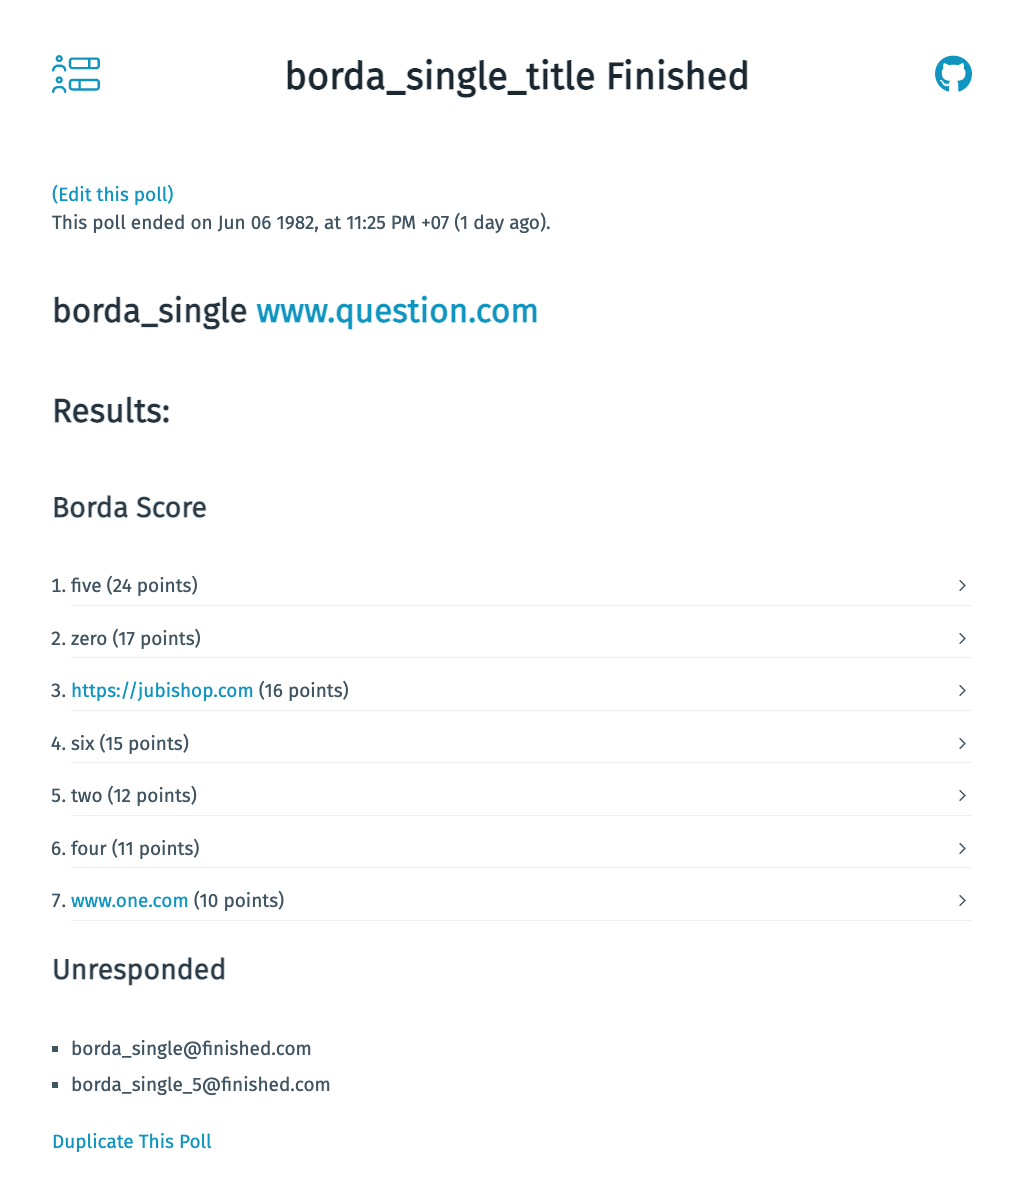 borda_single_title Finished
(Edit this poll)
This poll ended on Jun 06 1982, at 11:25 PM +07 (1 day ago).
borda_single www.question.com
Results:
Borda Score
1. five (24 points)
2. zero (17 points)
3. https://jubishop.com (16 points)
4. six (15 points)
5. two (12 points)
6. four (11 points)
7. www.one.com (10 points)
Unresponded
▪ borda_single@finished.com
▪ borda_single_5@finished.com
Duplicate This Poll